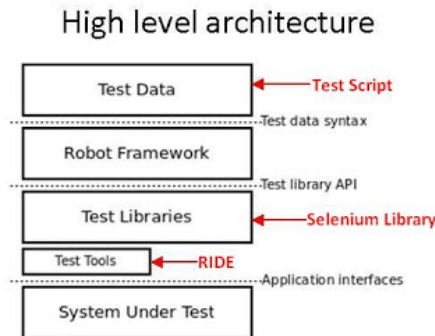 High level architecture
Test Data
Test Script
Test data syntax
Robot Framework
Test library API
Test Libraries
Selenium Library
Test Tools
RIDE
Application interfaces
System Under Test